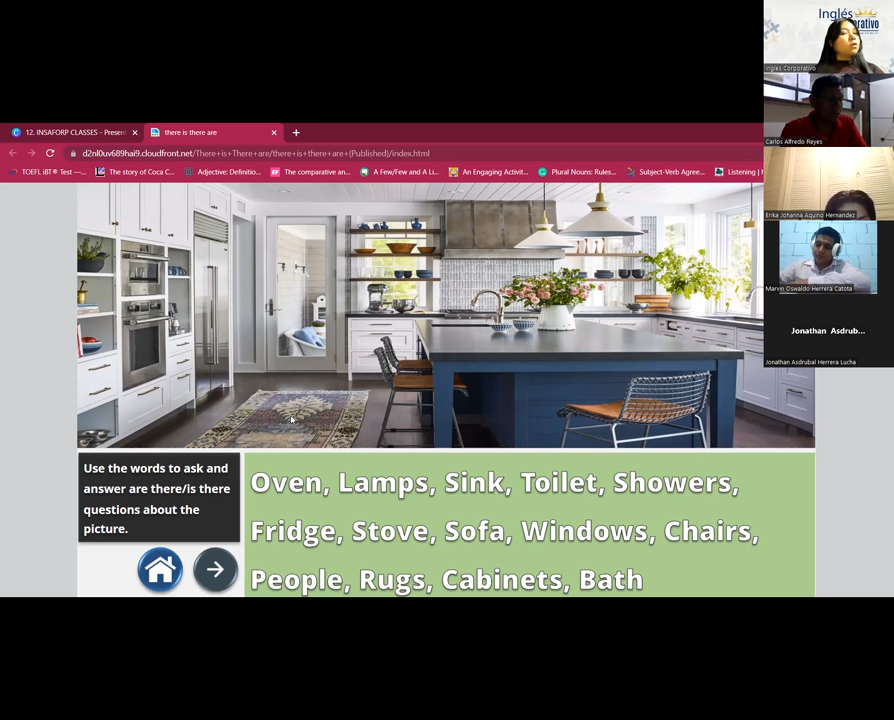 12. INSAFORP CLASSES - Presen
there is there are
d2nl0uv689hai9.cloudfront.net/There+is+There+are/there+is+there+are+(Published)/index.html
TOEFL iBT® Test —...
The story of Coca C...
Adjective: Definitio...
The comparative an...
A Few/Few and A Li...
An Engaging Activit...
Plural Nouns: Rules...
Subject-Verb Agree...
Listening |
Use the words to ask and
answer are there/is there
questions about the
picture.
Oven, Lamps, Sink, Toilet, Showers,
Fridge, Stove, Sofa, Windows, Chairs,
People, Rugs, Cabinets, Bath
Inglés
Inglés Corporativo
Carlos Alfredo Reyes
Erika Johanna Aquino Hernandez
Marvin Oswaldo Herrera Catota
Jonathan Asdrub...
Jonathan Asdrubal Herrera Lucha